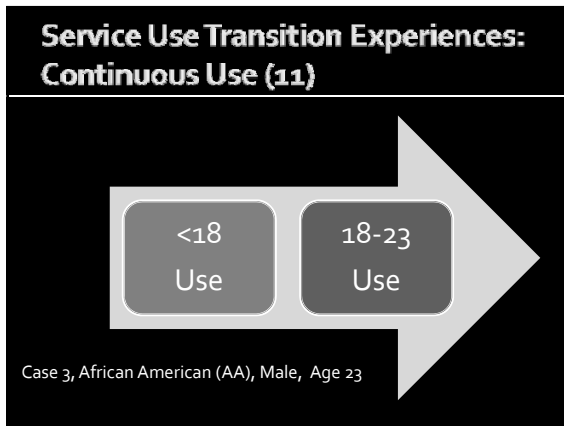 Service Use Transition Experiences:
Continuous Use (11)
<18
Use
18-23
Use
Case 3, African American (AA), Male, Age 23